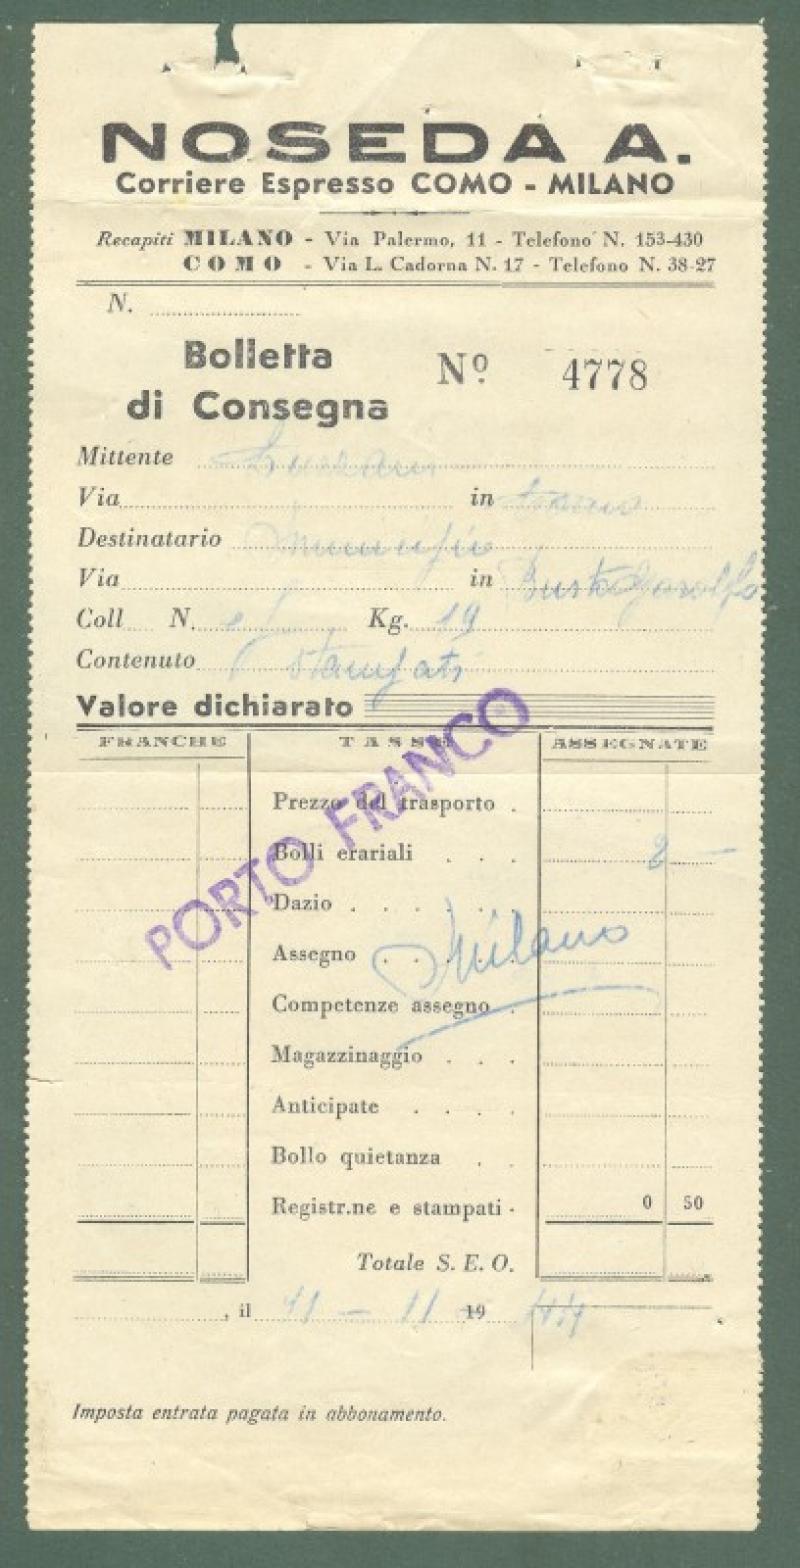 NOSEDA A.
Corriere Espresso COMO - MILANO
Recapiti MILANO - Via Palermo, 11 - Telefono N. 153-430
COMO - Via L. Cadorna N. 17 - Telefono N. 38-27
N.
Bolletta
di Consegna
Nº 4778
Mittente
Via in
Destinatario Municipio
Via in Busto Garolfo
Coll N. 1 Kg. 19
Contenuto stampati
Valore dichiarato
FRANCHE TASSE ASSEGNATE
PORTO FRANCO
Prezzo del trasporto .
Bolli erariali . . . 2 —
Dazio . . . . .
Assegno . . . .
Milano
Competenze assegno .
Magazzinaggio . . .
Anticipate . . . .
Bollo quietanza . .
Registr.ne e stampati - 0 50
Totale S. E. O.
, il 11 - 11 - 19
Imposta entrata pagata in abbonamento.